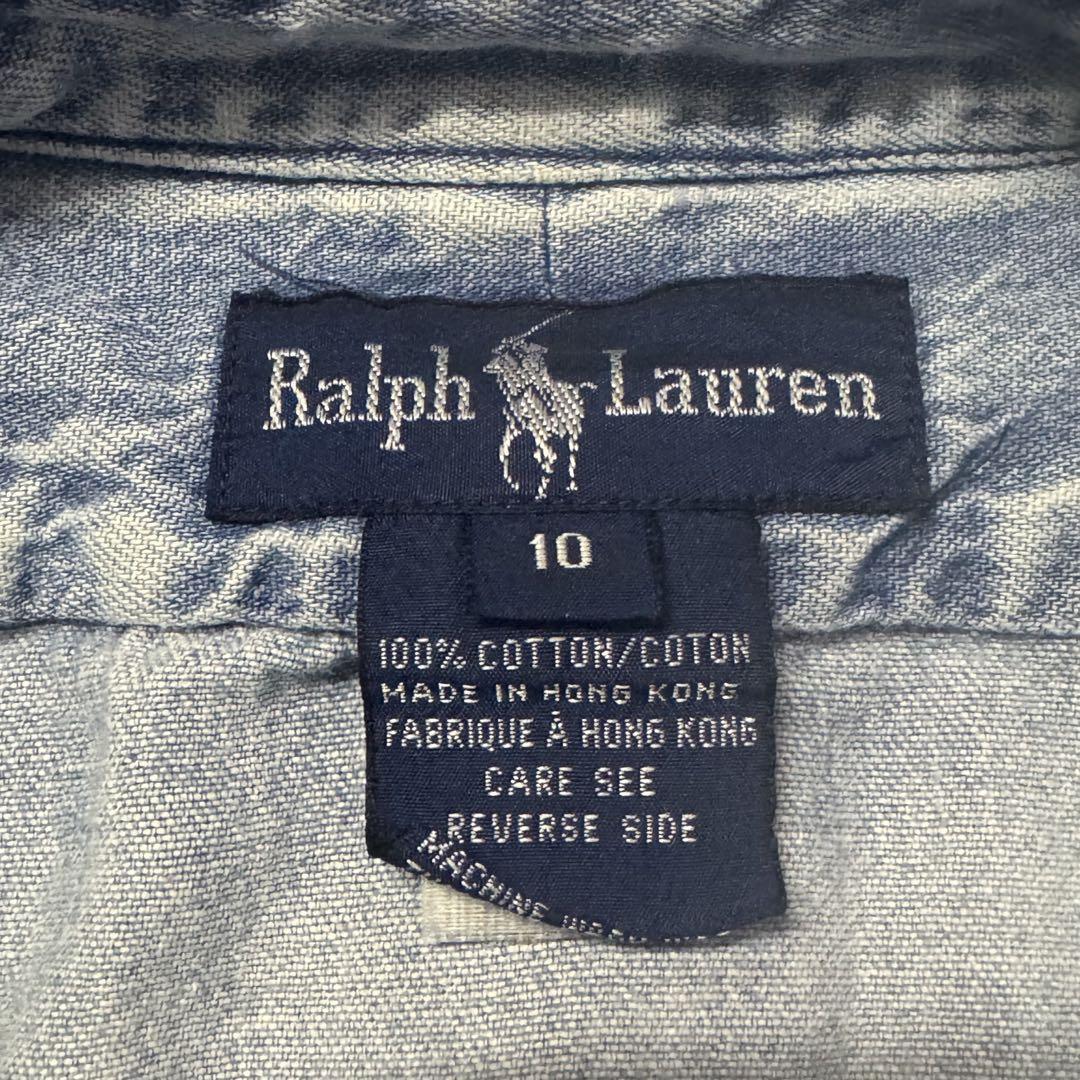 Ralph Lauren
10
100% COTTON/COTON
MADE IN HONG KONG
FABRIQUE À HONG KONG
CARE SEE
REVERSE SIDE
MACHINE